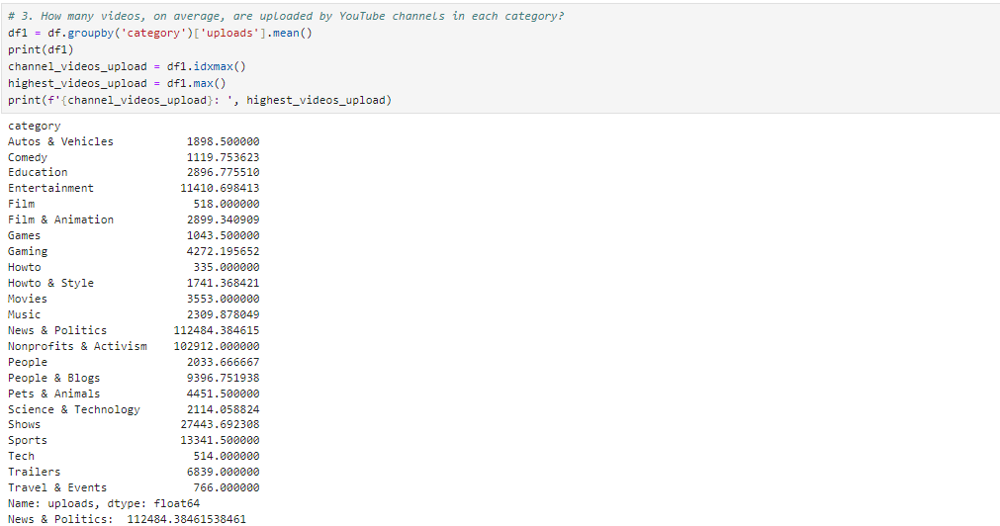 # 3. How many videos, on average, are uploaded by YouTube channels in each category?
df1 = df.groupby('category')['uploads'].mean()
print(df1)
channel_videos_upload = df1.idxmax()
highest_videos_upload = df1.max()
print(f'{channel_videos_upload}: ', highest_videos_upload)
category
Autos & Vehicles 1898.500000
Comedy 1119.753623
Education 2896.775510
Entertainment 11410.698413
Film 518.000000
Film & Animation 2899.340909
Games 1043.500000
Gaming 4272.195652
Howto 335.000000
Howto & Style 1741.368421
Movies 3553.000000
Music 2309.878049
News & Politics 112484.384615
Nonprofits & Activism 102912.000000
People 2033.666667
People & Blogs 9396.751938
Pets & Animals 4451.500000
Science & Technology 2114.058824
Shows 27443.692308
Sports 13341.500000
Tech 514.000000
Trailers 6839.000000
Travel & Events 766.000000
Name: uploads, dtype: float64
News & Politics:  112484.38461538461